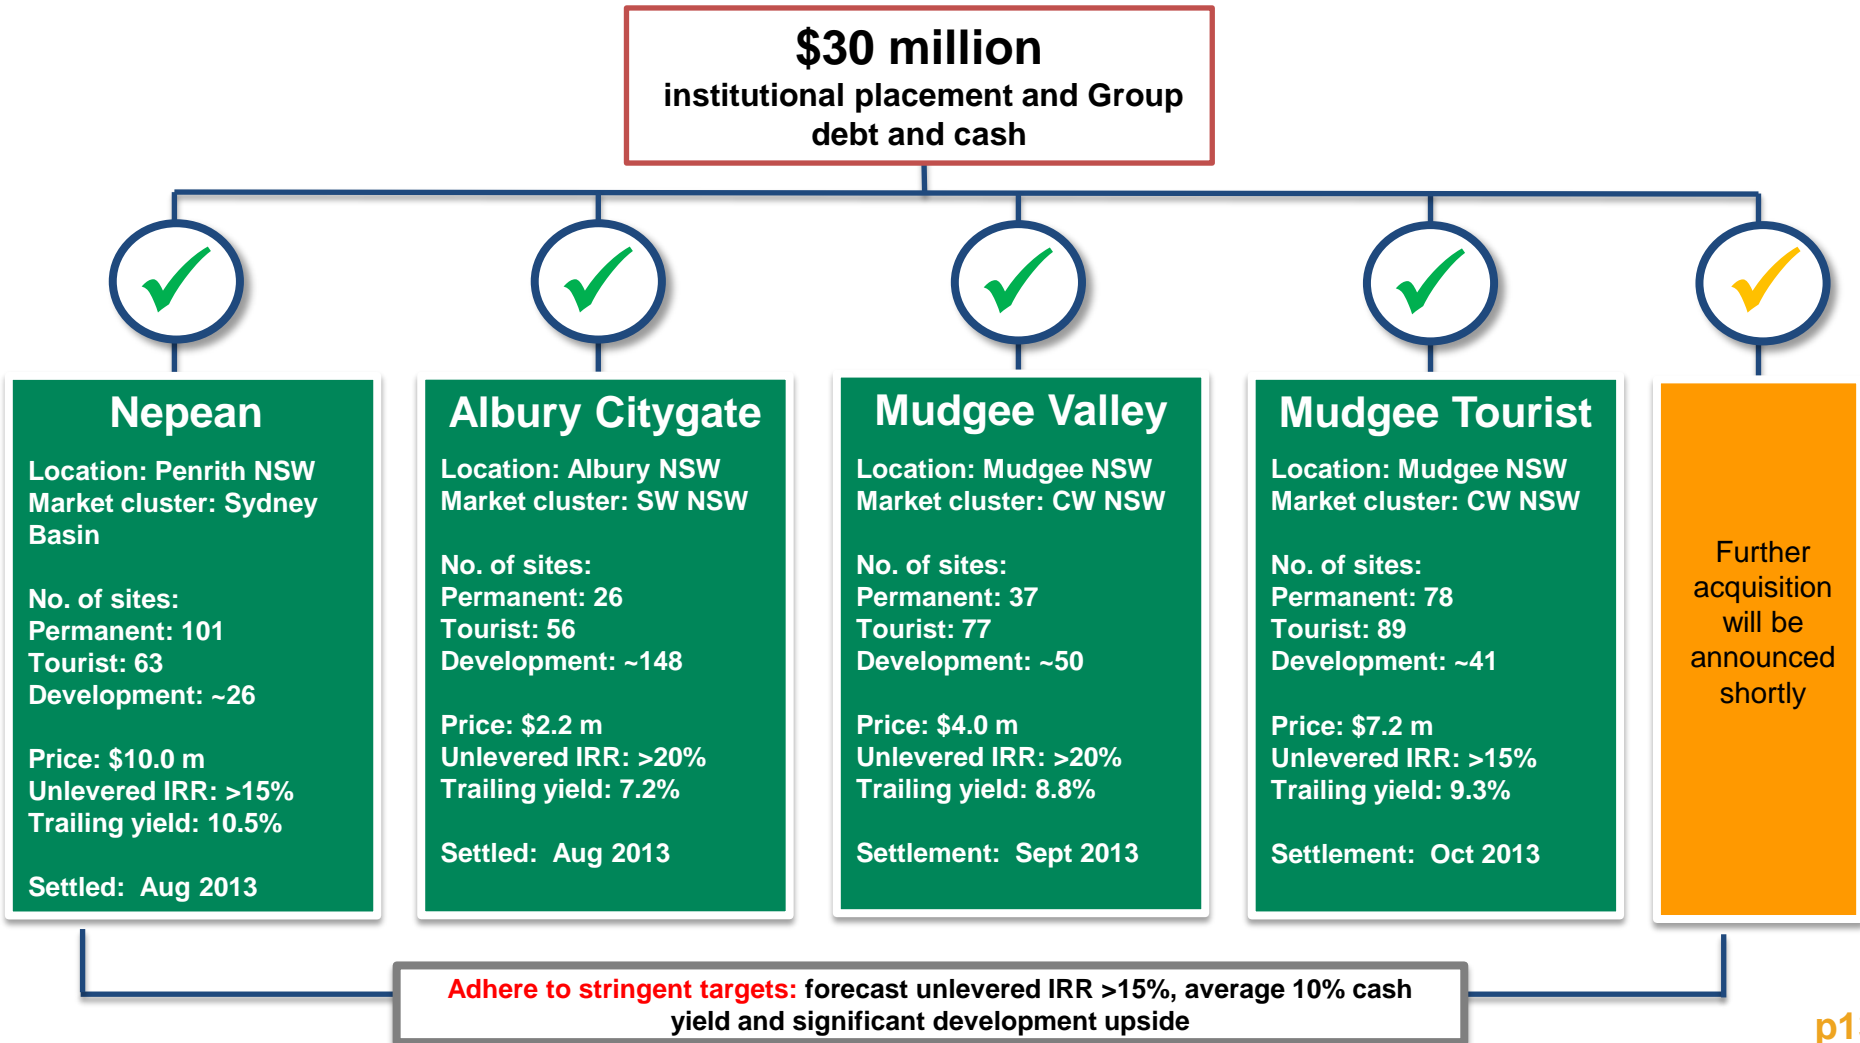 $30 million
institutional placement and Group
debt and cash
Nepean
Location: Penrith NSW
Market cluster: Sydney
Basin
No. of sites:
Permanent: 101
Tourist: 63
Development: ~26
Price: $10.0 m
Unlevered IRR: >15%
Trailing yield: 10.5%
Settled: Aug 2013
Albury Citygate
Location: Albury NSW
Market cluster: SW NSW
No. of sites:
Permanent: 26
Tourist: 56
Development: ~148
Price: $2.2 m
Unlevered IRR: >20%
Trailing yield: 7.2%
Settled: Aug 2013
Mudgee Valley
Location: Mudgee NSW
Market cluster: CW NSW
No. of sites:
Permanent: 37
Tourist: 77
Development: ~50
Price: $4.0 m
Unlevered IRR: >20%
Trailing yield: 8.8%
Settlement: Sept 2013
Mudgee Tourist
Location: Mudgee NSW
Market cluster: CW NSW
No. of sites:
Permanent: 78
Tourist: 89
Development: ~41
Price: $7.2 m
Unlevered IRR: >15%
Trailing yield: 9.3%
Settlement: Oct 2013
Further
acquisition
will be
announced
shortly
Adhere to stringent targets: forecast unlevered IRR >15%, average 10% cash
yield and significant development upside